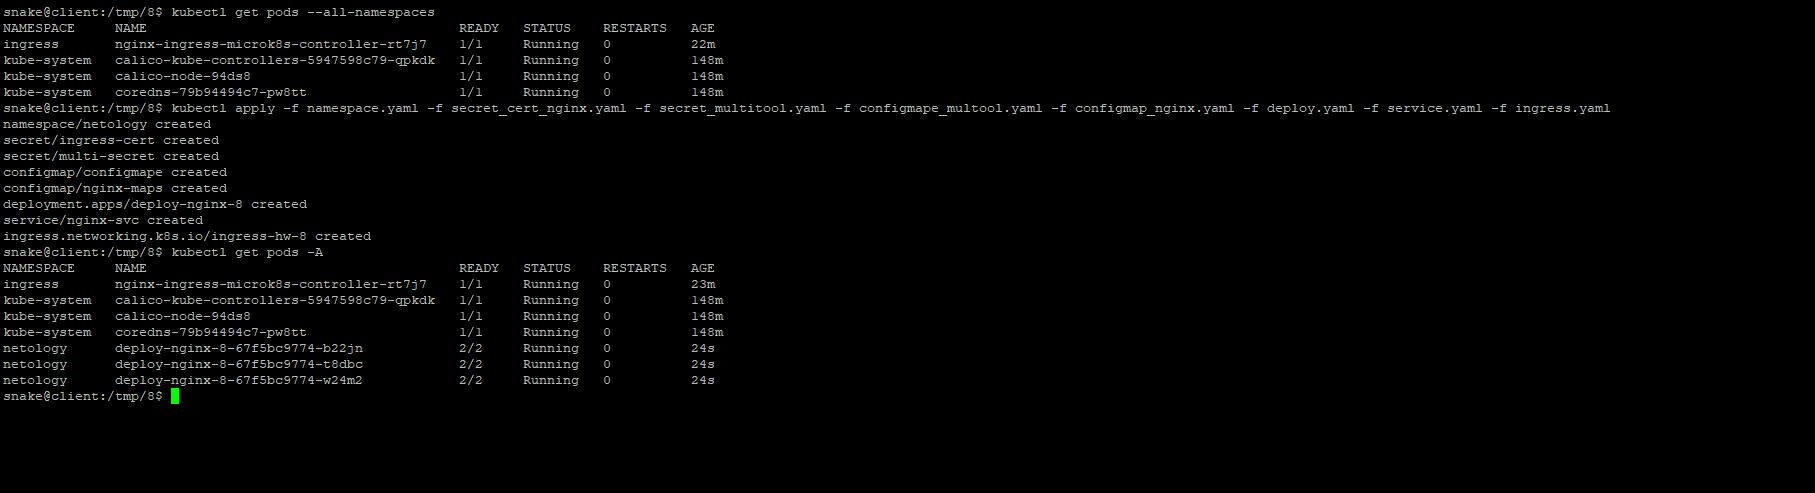 snake@client:/tmp/8$ kubectl get pods --all-namespaces
NAMESPACE     NAME                                       READY   STATUS    RESTARTS   AGE
ingress       nginx-ingress-microk8s-controller-rt7j7    1/1     Running   0          22m
kube-system   calico-kube-controllers-5947598c79-qpkdk   1/1     Running   0          148m
kube-system   calico-node-94ds8                          1/1     Running   0          148m
kube-system   coredns-79b94494c7-pw8tt                   1/1     Running   0          148m
snake@client:/tmp/8$ kubectl apply -f namespace.yaml -f secret_cert_nginx.yaml -f secret_multitool.yaml -f configmape_multool.yaml -f configmap_nginx.yaml -f deploy.yaml -f service.yaml -f ingress.yaml
namespace/netology created
secret/ingress-cert created
secret/multi-secret created
configmap/configmape created
configmap/nginx-maps created
deployment.apps/deploy-nginx-8 created
service/nginx-svc created
ingress.networking.k8s.io/ingress-hw-8 created
snake@client:/tmp/8$ kubectl get pods -A
NAMESPACE     NAME                                       READY   STATUS    RESTARTS   AGE
ingress       nginx-ingress-microk8s-controller-rt7j7    1/1     Running   0          23m
kube-system   calico-kube-controllers-5947598c79-qpkdk   1/1     Running   0          148m
kube-system   calico-node-94ds8                          1/1     Running   0          148m
kube-system   coredns-79b94494c7-pw8tt                   1/1     Running   0          148m
netology      deploy-nginx-8-67f5bc9774-b22jn            2/2     Running   0          24s
netology      deploy-nginx-8-67f5bc9774-t8dbc            2/2     Running   0          24s
netology      deploy-nginx-8-67f5bc9774-w24m2            2/2     Running   0          24s
snake@client:/tmp/8$